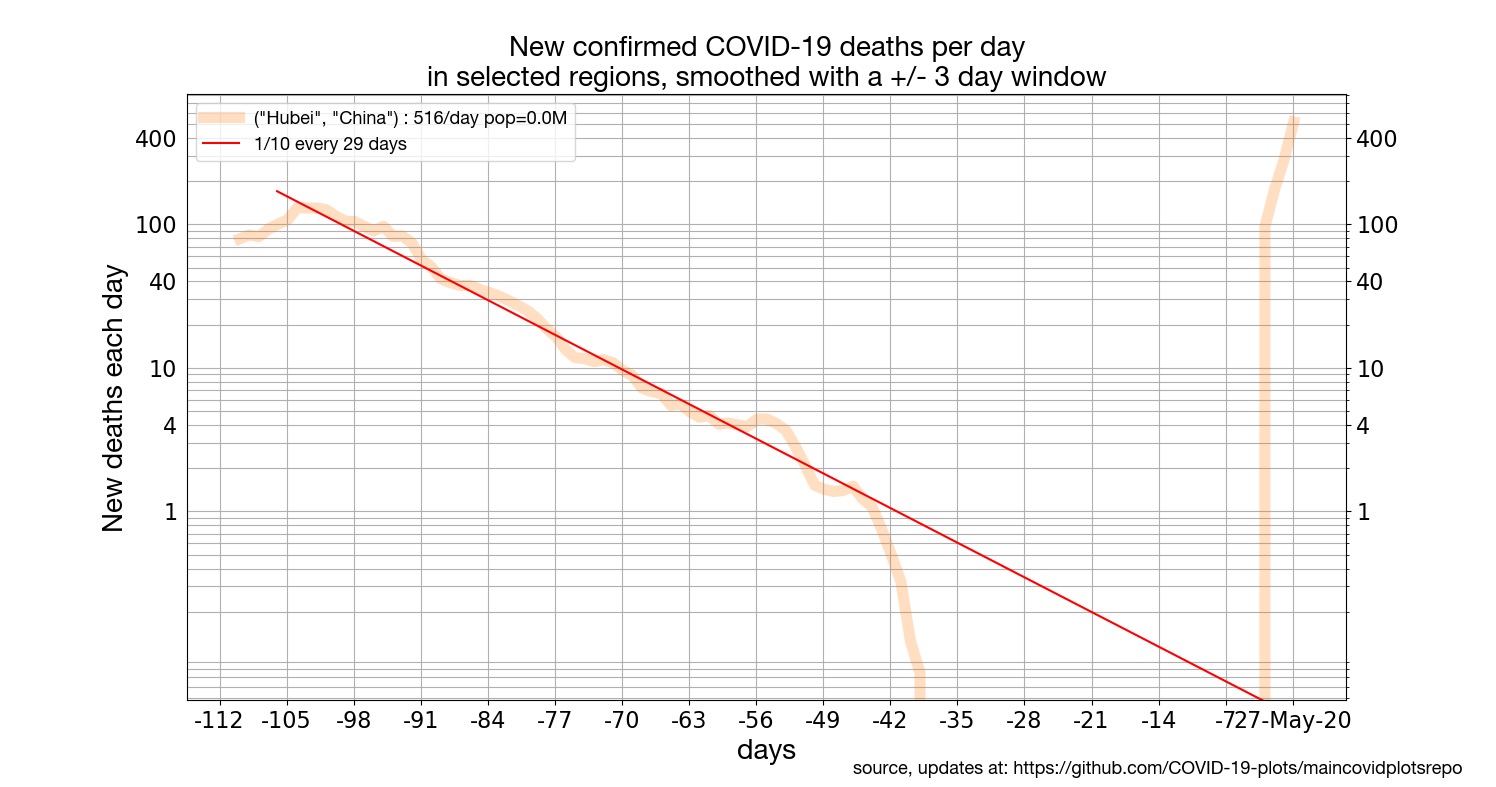 New confirmed COVID-19 deaths per day
in selected regions, smoothed with a +/- 3 day window
("Hubei", "China") : 516/day pop=0.0M
1/10 every 29 days
400
100
40
10
4
1
400
100
40
10
4
1
New deaths each day
-112 -105 -98 -91 -84 -77 -70 -63 -56 -49 -42 -35 -28 -21 -14 -7 27-May-20
days
source, updates at: https://github.com/COVID-19-plots/maincovidplotsrepo